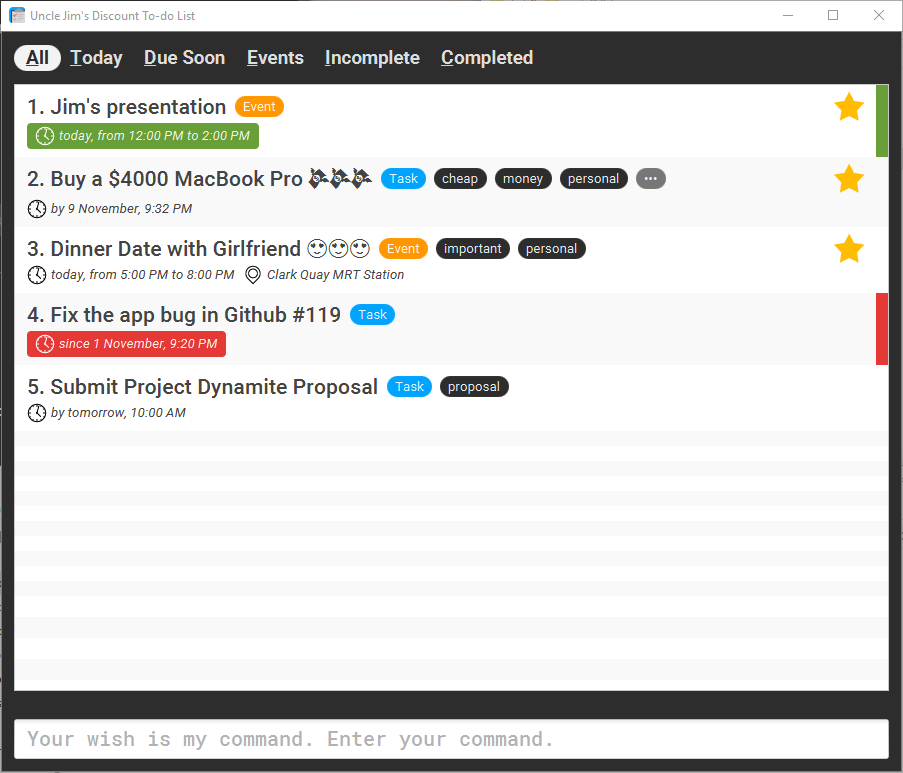 Uncle Jim's Discount To-do List
All Today Due Soon Events Incomplete Completed
1. Jim's presentation Event
today, from 12:00 PM to 2:00 PM
2. Buy a $4000 MacBook Pro Task cheap money personal •••
by 9 November, 9:32 PM
3. Dinner Date with Girlfriend 😍😍😍 Event important personal
today, from 5:00 PM to 8:00 PM Clark Quay MRT Station
4. Fix the app bug in Github #119 Task
since 1 November, 9:20 PM
5. Submit Project Dynamite Proposal Task proposal
by tomorrow, 10:00 AM
Your wish is my command. Enter your command.